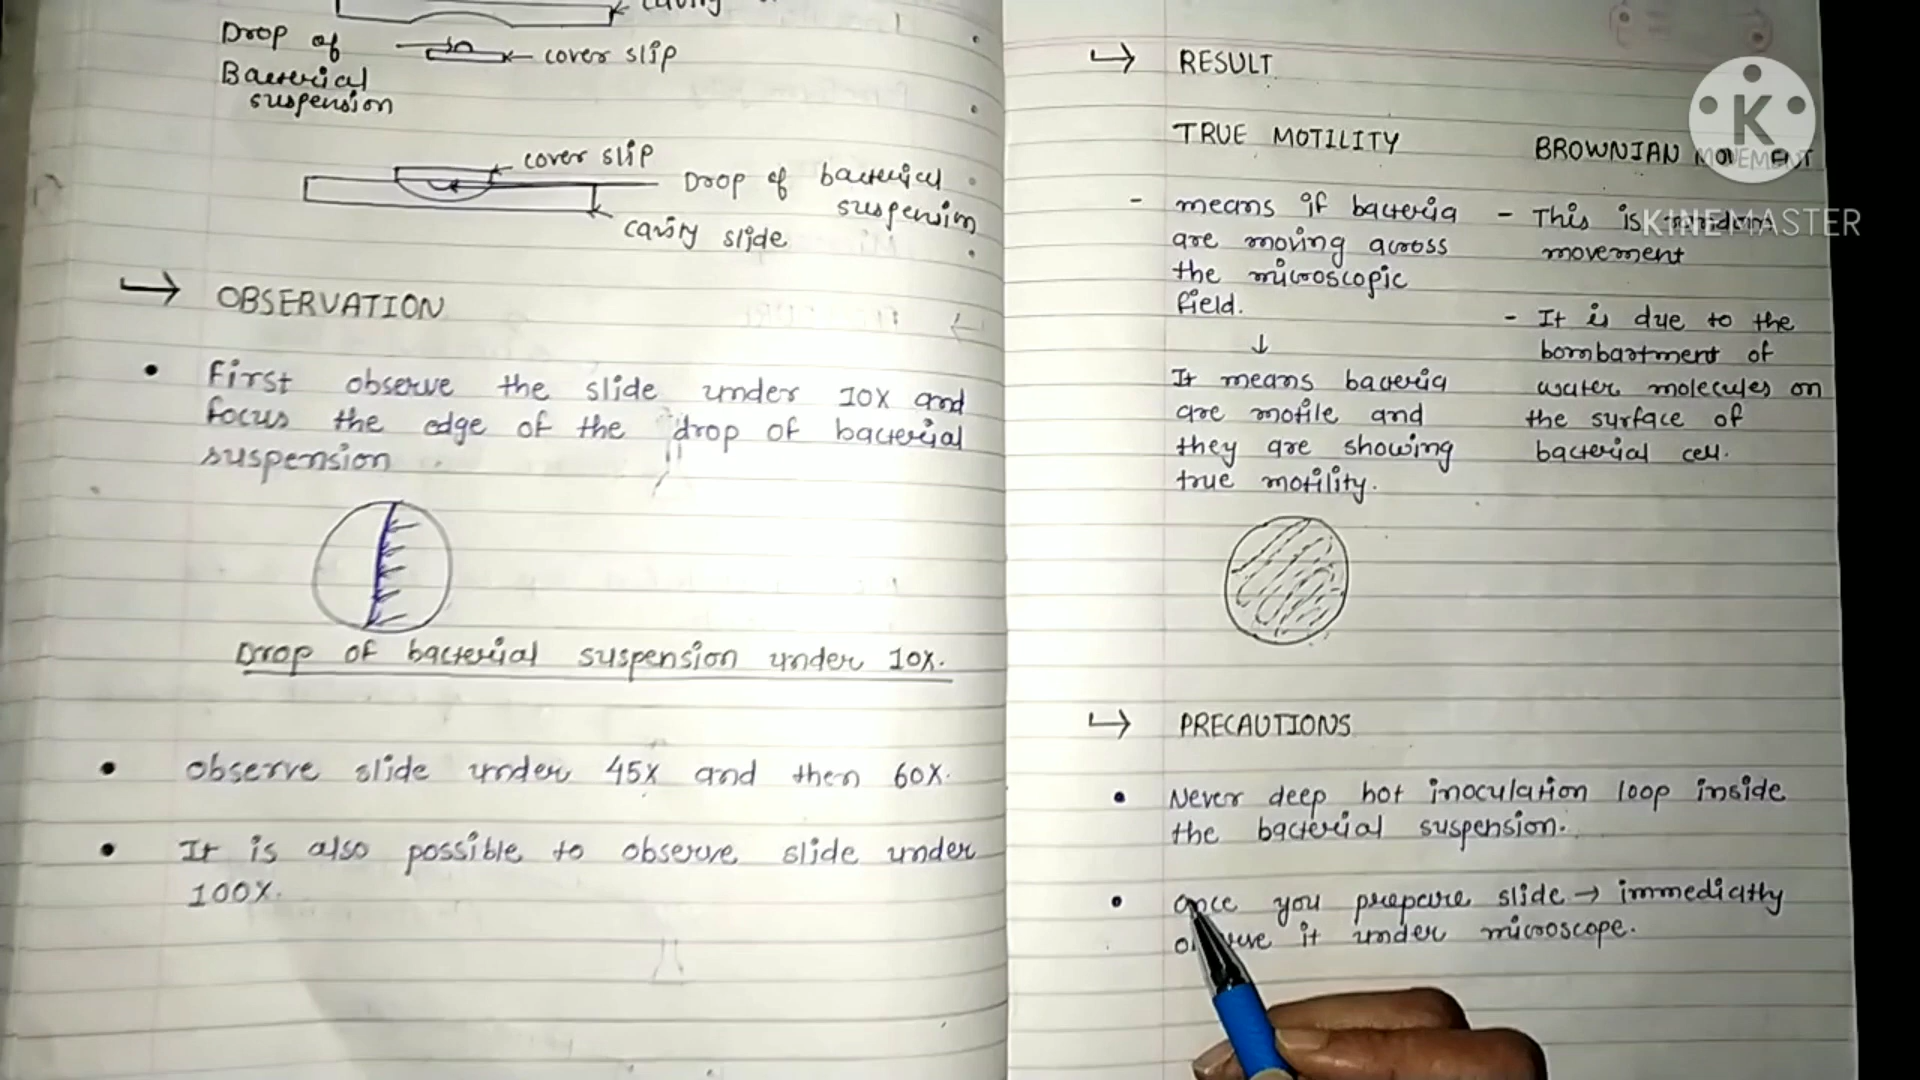 cavity
Drop of
Bacterial
suspension
cover slip
cover slip
Drop of bacterial
suspension
cavity slide
OBSERVATION
First observe the slide under 10X and
focus the edge of the drop of bacterial
suspension
Drop of bacterial suspension under 10X.
observe slide under 45X and then 60X.
It is also possible to observe slide under
100X.
RESULT
TRUE MOTILITY
- means if bacteria
are moving across
the microscopic
field.
↓
It means bacteria
are motile and
they are showing
true motility.
BROWNIAN MOVEMENT
- This is
movement
- It is due to the
bombartment of
water molecules on
the surface of
bacterial cell.
PRECAUTIONS
Never deep hot inoculation loop inside
the bacterial suspension.
once you prepare slide → immediatly
it under microscope.
K
KINEMASTER